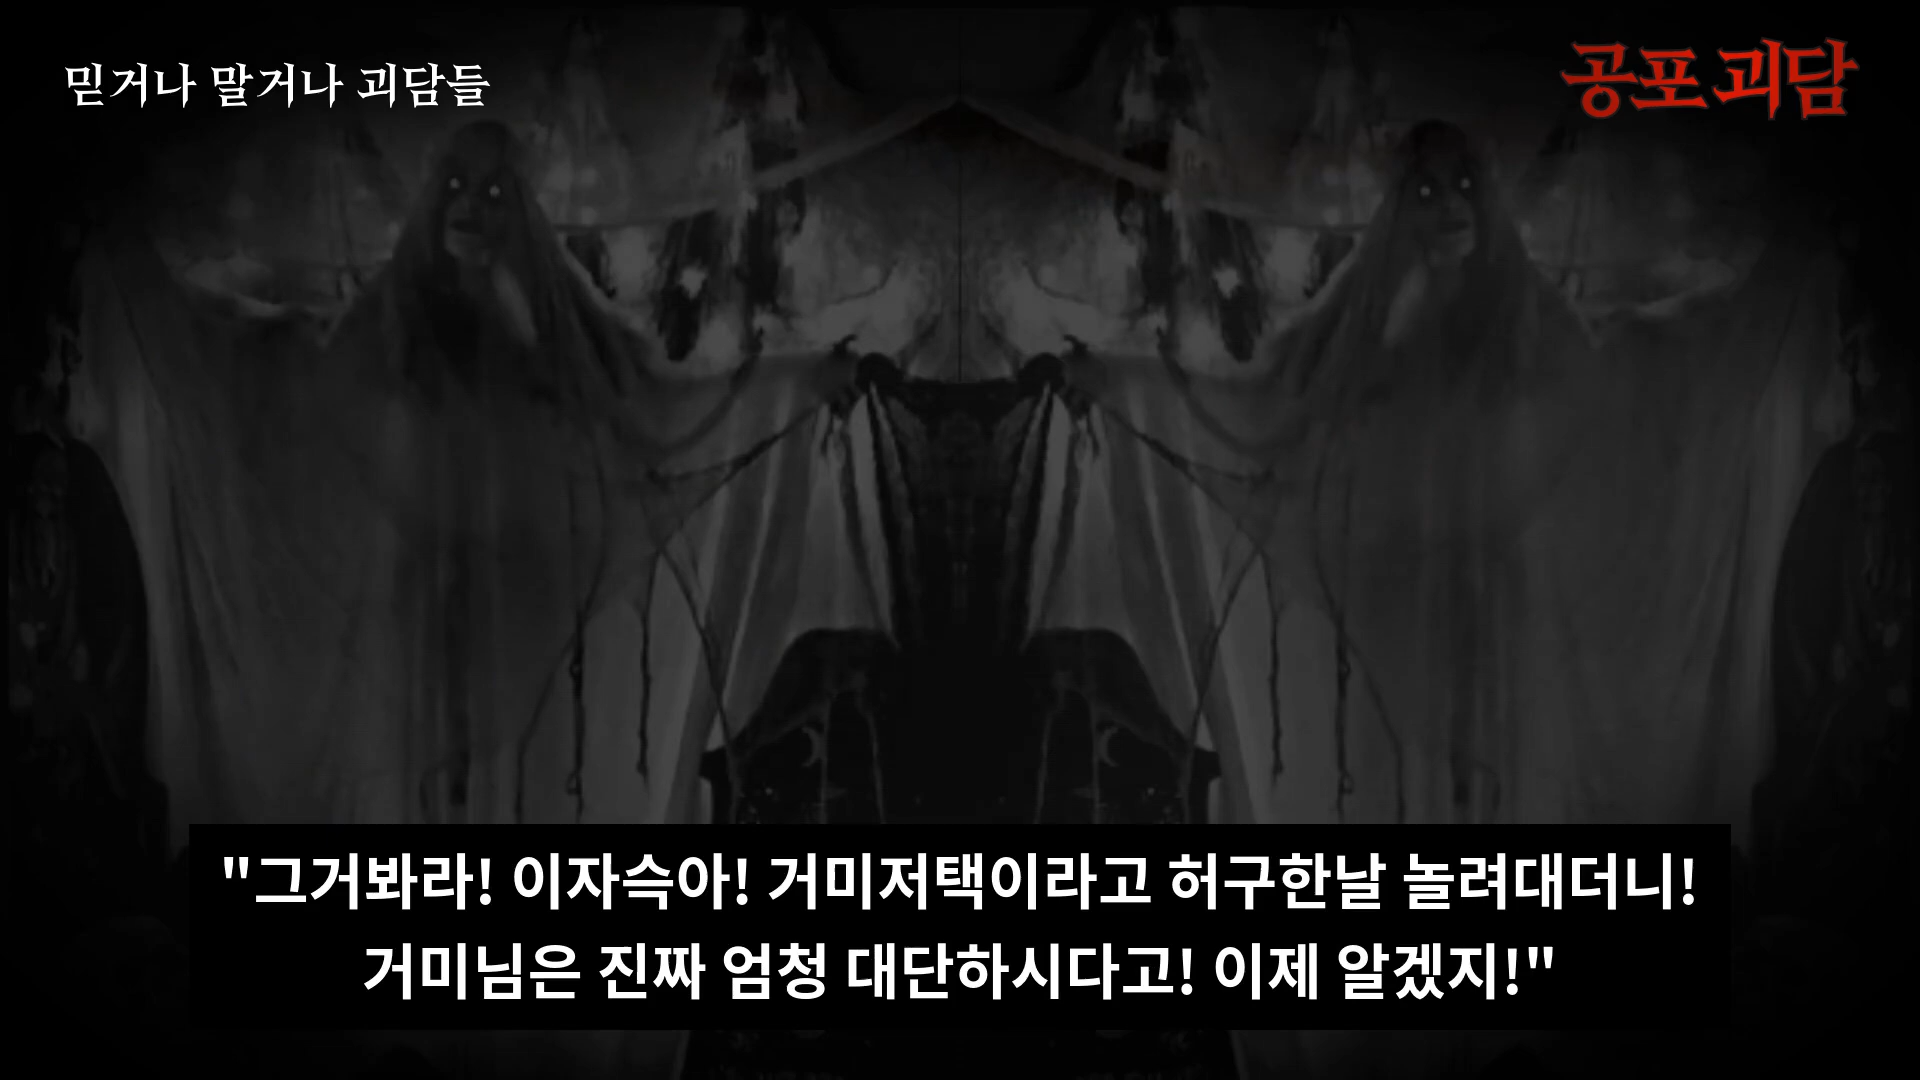 믿거나 말거나 괴담들
공포괴담
"그거봐라! 이자슥아! 거미저택이라고 허구한날 놀려대더니!
거미님은 진짜 엄청 대단하시다고! 이제 알겠지!"